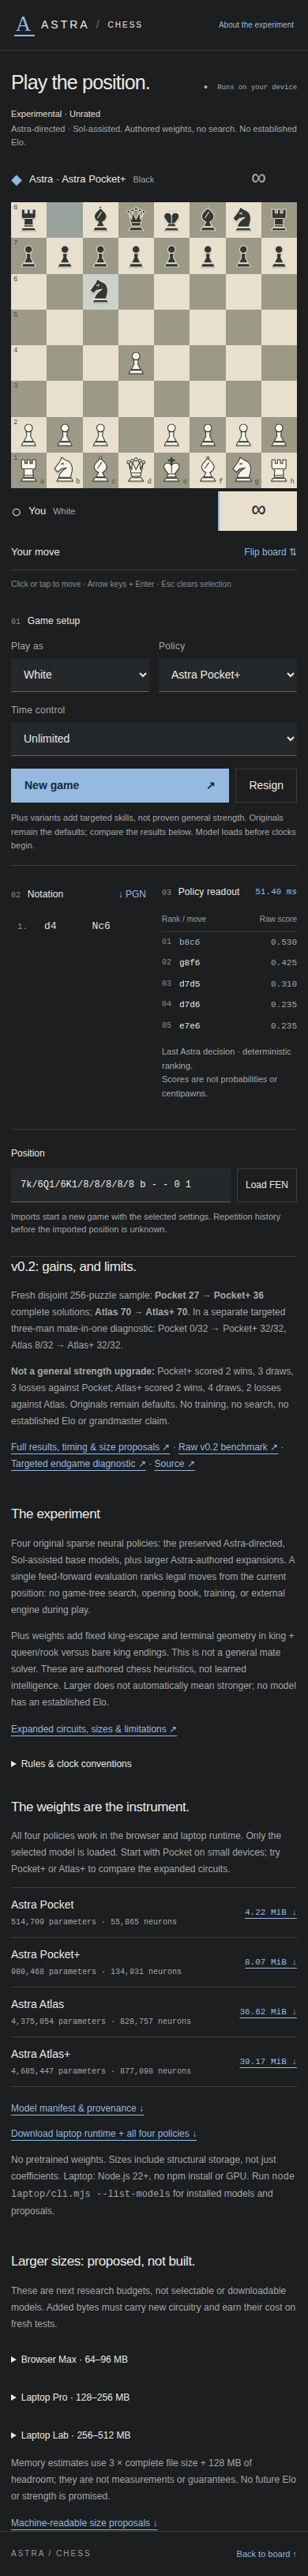 A ASTRA / CHESS
About the experiment
Play the position.
Runs on your device
Experimental · Unrated
Astra-directed · Sol-assisted. Authored weights, no search. No established
Elo.
Astra · Astra Pocket+ Black
∞
8
7
6
5
4
3
2
1 a b c d e f g h
You White
∞
Your move
Flip board ⇅
Click or tap to move · Arrow keys + Enter · Esc clears selection
01 Game setup
Play as
Policy
White
Astra Pocket+
Time control
Unlimited
New game ↗
Resign
Plus variants add targeted skills, not proven general strength. Originals
remain the defaults; compare the results below. Model loads before clocks
begin.
02 Notation
↓ PGN
1. d4 Nc6
03 Policy readout 51.40 ms
Rank / move Raw score
01 b8c6 0.530
02 g8f6 0.425
03 d7d5 0.310
04 d7d6 0.235
05 e7e6 0.235
Last Astra decision · deterministic
ranking.
Scores are not probabilities or
centipawns.
Position
7k/6Q1/6K1/8/8/8/8/8 b - - 0 1
Load FEN
Imports start a new game with the selected settings. Repetition history
before the imported position is unknown.
v0.2: gains, and limits.
Fresh disjoint 256-puzzle sample: Pocket 27 → Pocket+ 36
complete solutions; Atlas 70 → Atlas+ 70. In a separate targeted
three-man mate-in-one diagnostic: Pocket 0/32 → Pocket+ 32/32,
Atlas 8/32 → Atlas+ 32/32.
Not a general strength upgrade: Pocket+ scored 2 wins, 3 draws,
3 losses against Pocket; Atlas+ scored 2 wins, 4 draws, 2 losses
against Atlas. Originals remain defaults. No training, no search, no
established Elo or grandmaster claim.
Full results, timing & size proposals ↗ · Raw v0.2 benchmark ↗ ·
Targeted endgame diagnostic ↗ · Source ↗
The experiment
Four original sparse neural policies: the preserved Astra-directed,
Sol-assisted base models, plus larger Astra-authored expansions. A
single feed-forward evaluation ranks legal moves from the current
position: no game-tree search, opening book, training, or external
engine during play.
Plus weights add fixed king-escape and terminal geometry in king +
queen/rook versus bare king endings. This is not a general mate
solver. These are authored chess heuristics, not learned
intelligence. Larger does not automatically mean stronger; no model
has an established Elo.
Expanded circuits, sizes & limitations ↗
Rules & clock conventions
The weights are the instrument.
All four policies work in the browser and laptop runtime. Only the
selected model is loaded. Start with Pocket on small devices; try
Pocket+ or Atlas+ to compare the expanded circuits.
Astra Pocket
514,709 parameters · 55,865 neurons
4.22 MiB ↓
Astra Pocket+
980,468 parameters · 134,931 neurons
8.07 MiB ↓
Astra Atlas
4,375,054 parameters · 828,757 neurons
36.62 MiB ↓
Astra Atlas+
4,685,447 parameters · 877,098 neurons
39.17 MiB ↓
Model manifest & provenance ↓
Download laptop runtime + all four policies ↓
No pretrained weights. Sizes include structural storage, not just
coefficients. Laptop: Node.js 22+, no npm install or GPU. Run node
laptop/cli.mjs --list-models for installed models and
proposals.
Larger sizes: proposed, not built.
These are next research budgets, not selectable or downloadable
models. Added bytes must carry new circuitry and earn their cost on
fresh tests.
Browser Max · 64–96 MB
Laptop Pro · 128–256 MB
Laptop Lab · 256–512 MB
Memory estimates use 3 × complete file size + 128 MB of
headroom; they are not measurements or guarantees. No future Elo
or strength is promised.
Machine-readable size proposals ↓
ASTRA / CHESS
Back to board ↑